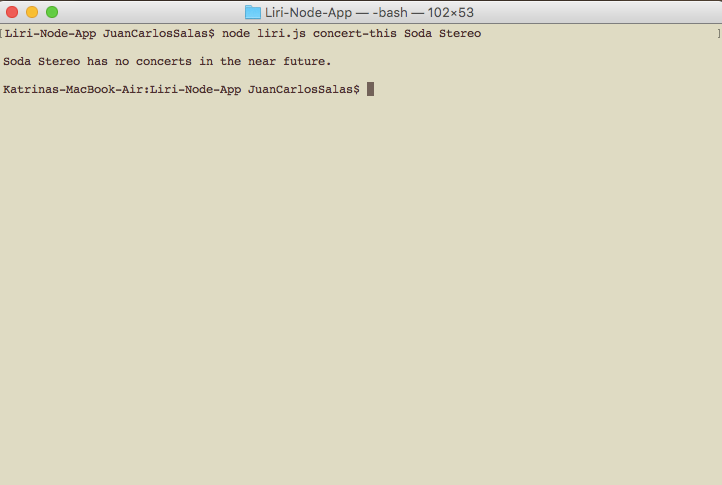 Liri-Node-App — -bash — 102×53
[Liri-Node-App JuanCarlosSalas$ node liri.js concert-this Soda Stereo ]
Soda Stereo has no concerts in the near future.
Katrinas-MacBook-Air:Liri-Node-App JuanCarlosSalas$